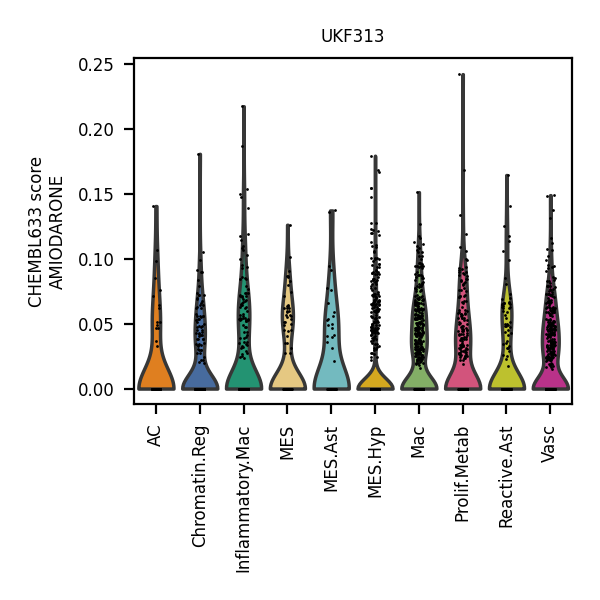 UKF313
CHEMBL633 score
AMIODARONE
0.25
0.20
0.15
0.10
0.05
0.00
AC
Chromatin.Reg
Inflammatory.Mac
MES
MES.Ast
MES.Hyp
Mac
Prolif.Metab
Reactive.Ast
Vasc